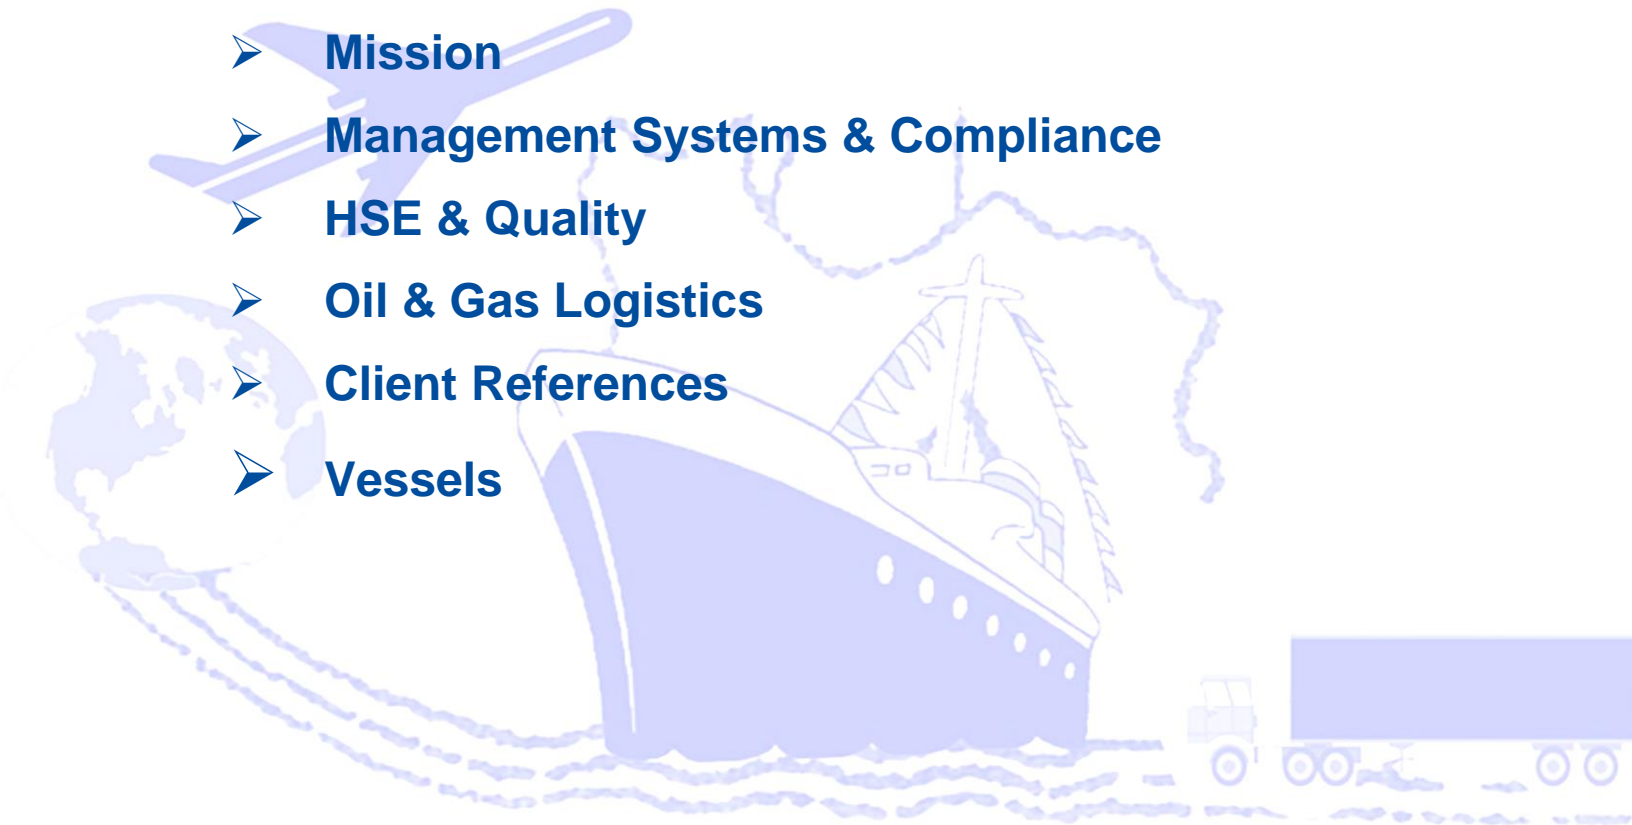 ➢ Mission
➢ Management Systems & Compliance
➢ HSE & Quality
➢ Oil & Gas Logistics
➢ Client References
➢ Vessels